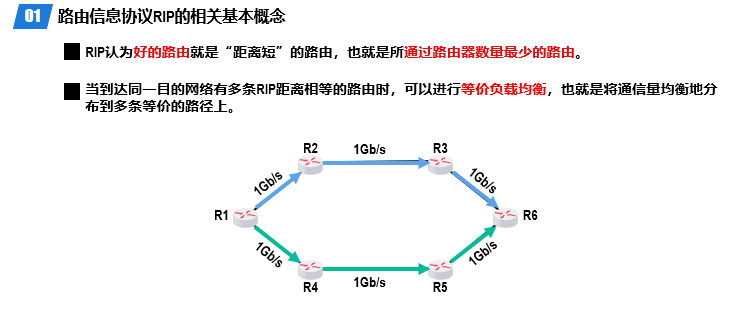 01 路由信息协议RIP的相关基本概念
RIP认为好的路由就是“距离短”的路由，也就是所通过路由器数量最少的路由。
当到达同一目的网络有多条RIP距离相等的路由时，可以进行等价负载均衡，也就是将通信量均衡地分
布到多条等价的路径上。
R2 1Gb/s R3
1Gb/s 1Gb/s
R1 R6
1Gb/s 1Gb/s
R4 1Gb/s R5